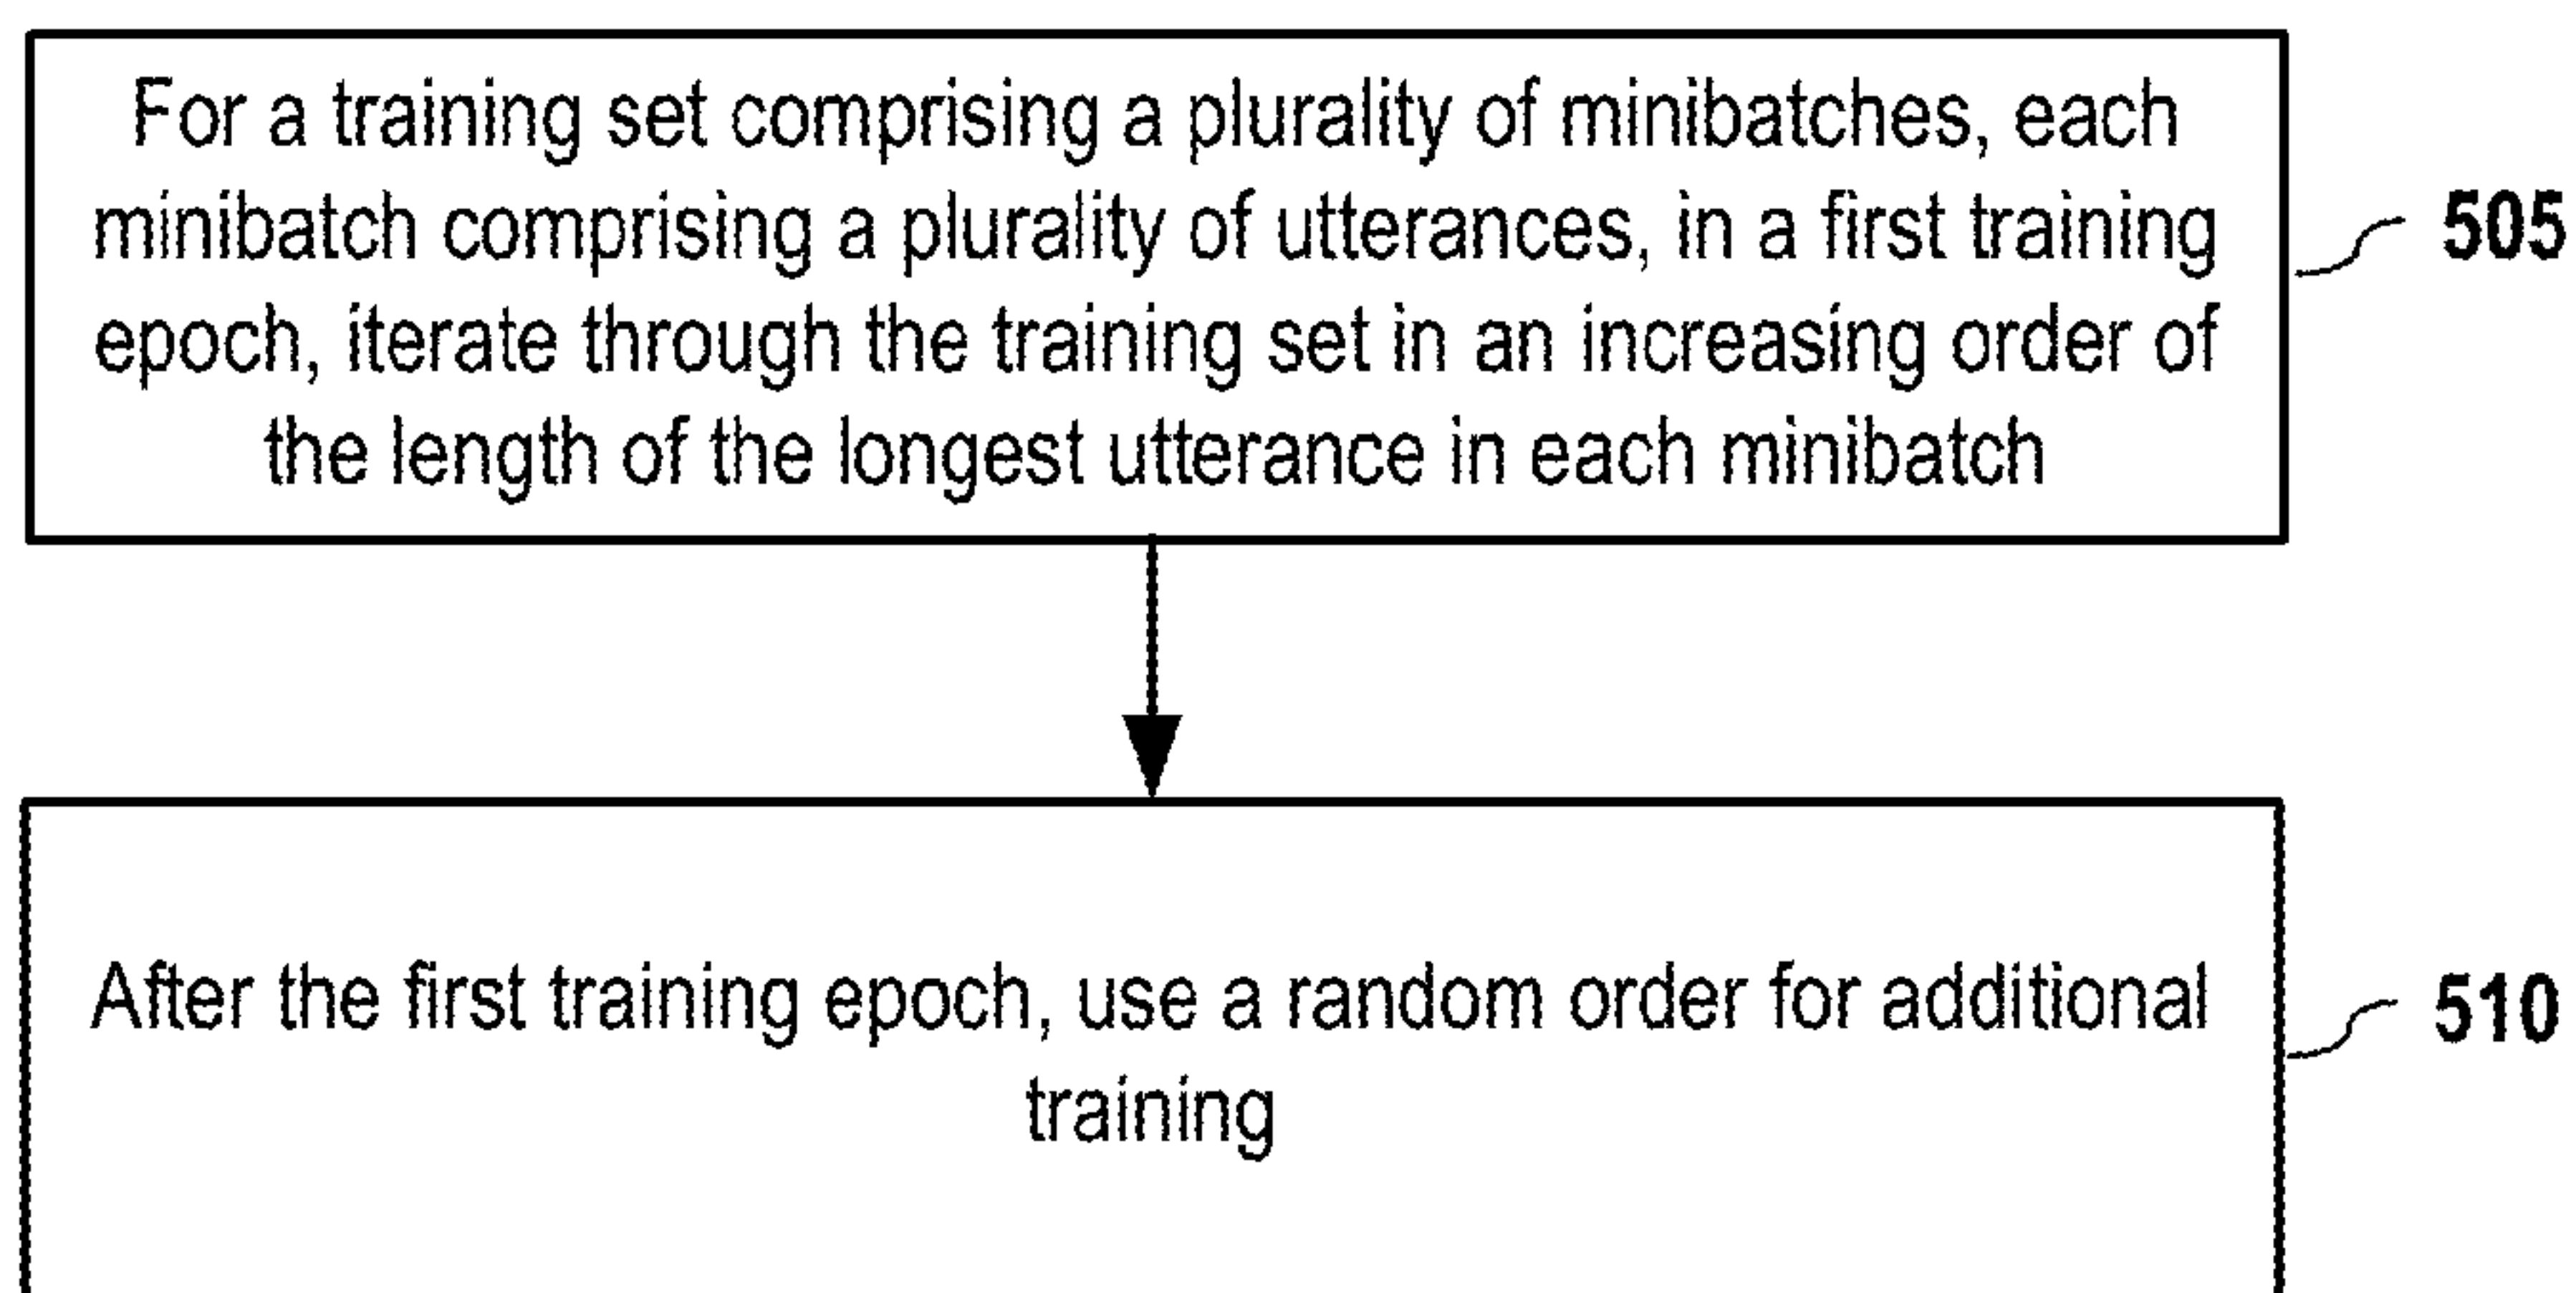 For a training set comprising a plurality of minibatches, each
minibatch comprising a plurality of utterances, in a first training
epoch, iterate through the training set in an increasing order of
the length of the longest utterance in each minibatch
505
After the first training epoch, use a random order for additional
training
510